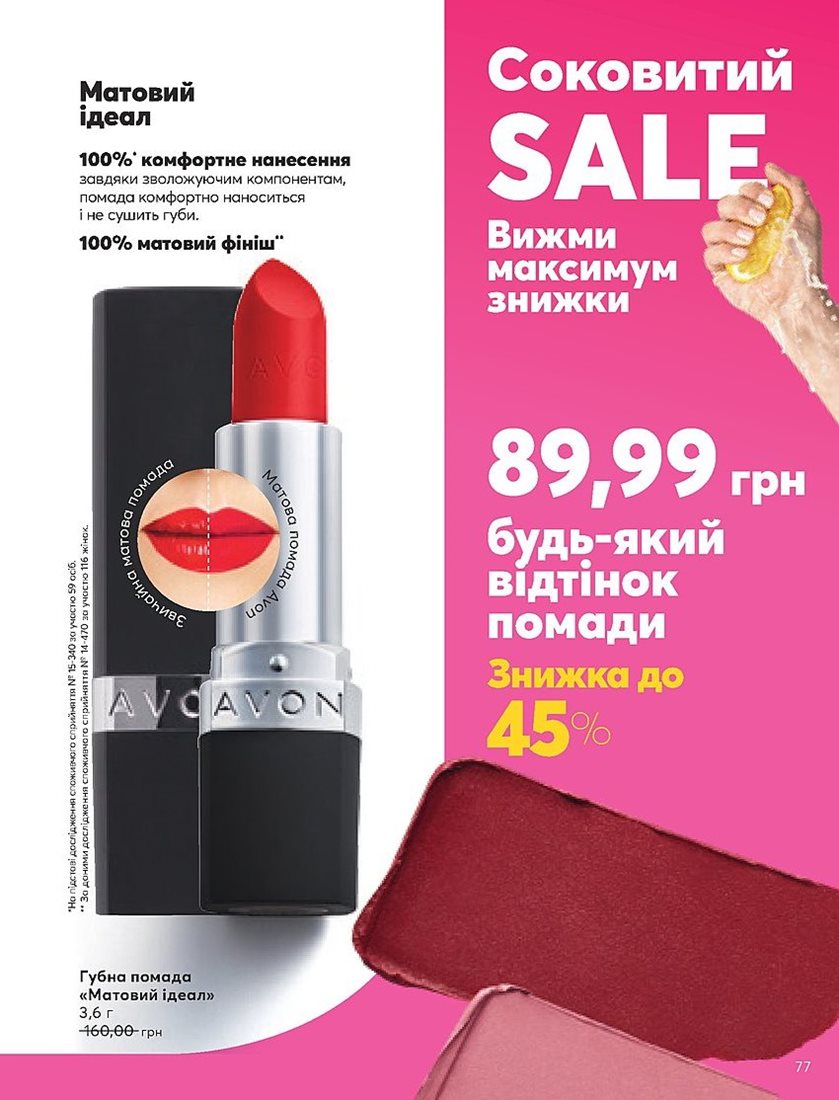 Матовий
ідеал
100%* комфортне нанесення
завдяки зволожуючим компонентам,
помада комфортно наноситься
і не сушить губи.
100% матовий фініш**
Соковитий
SALE
Вижми
максимум
знижки
89,99 грн
будь-який
відтінок
помади
Знижка до
45%
AVON
Звичайна матова помада
Матова помада Avon
AVO
AVON
*На підставі дослідження споживчого сприйняття № 15-340 за участю 59 осіб.
** За даними дослідження споживчого сприйняття № 14-470 за участю 116 жінок.
Губна помада
«Матовий ідеал»
3,6 г
160,00 грн
77